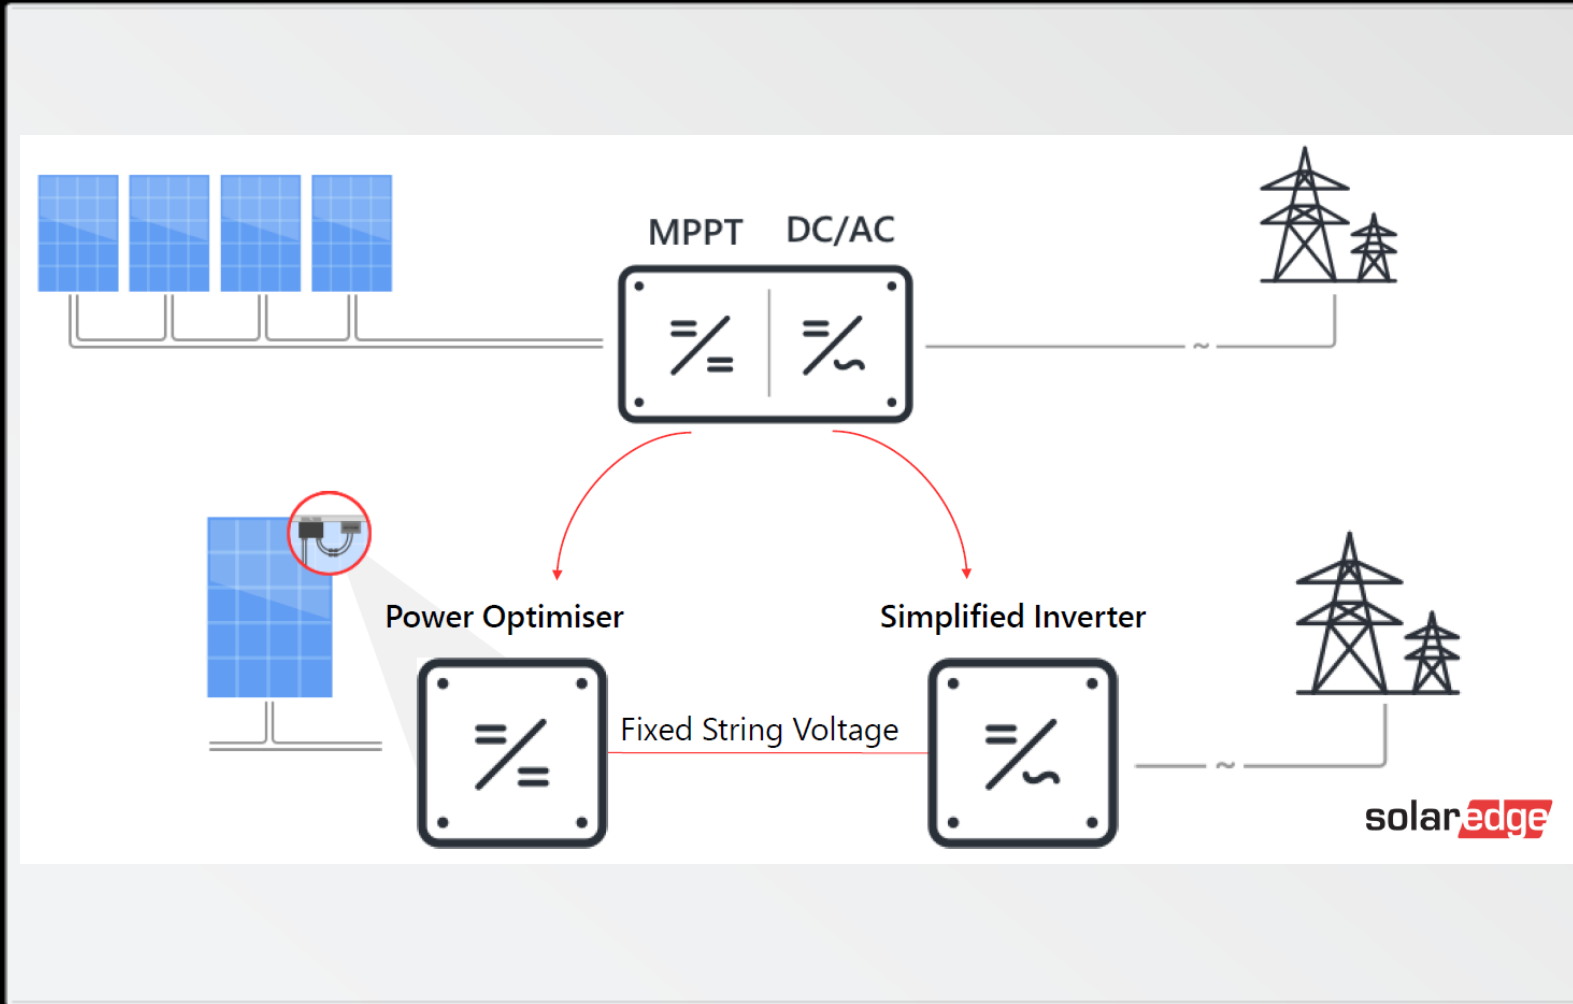 MPPT DC/AC
Power Optimiser
Simplified Inverter
Fixed String Voltage
solaredge